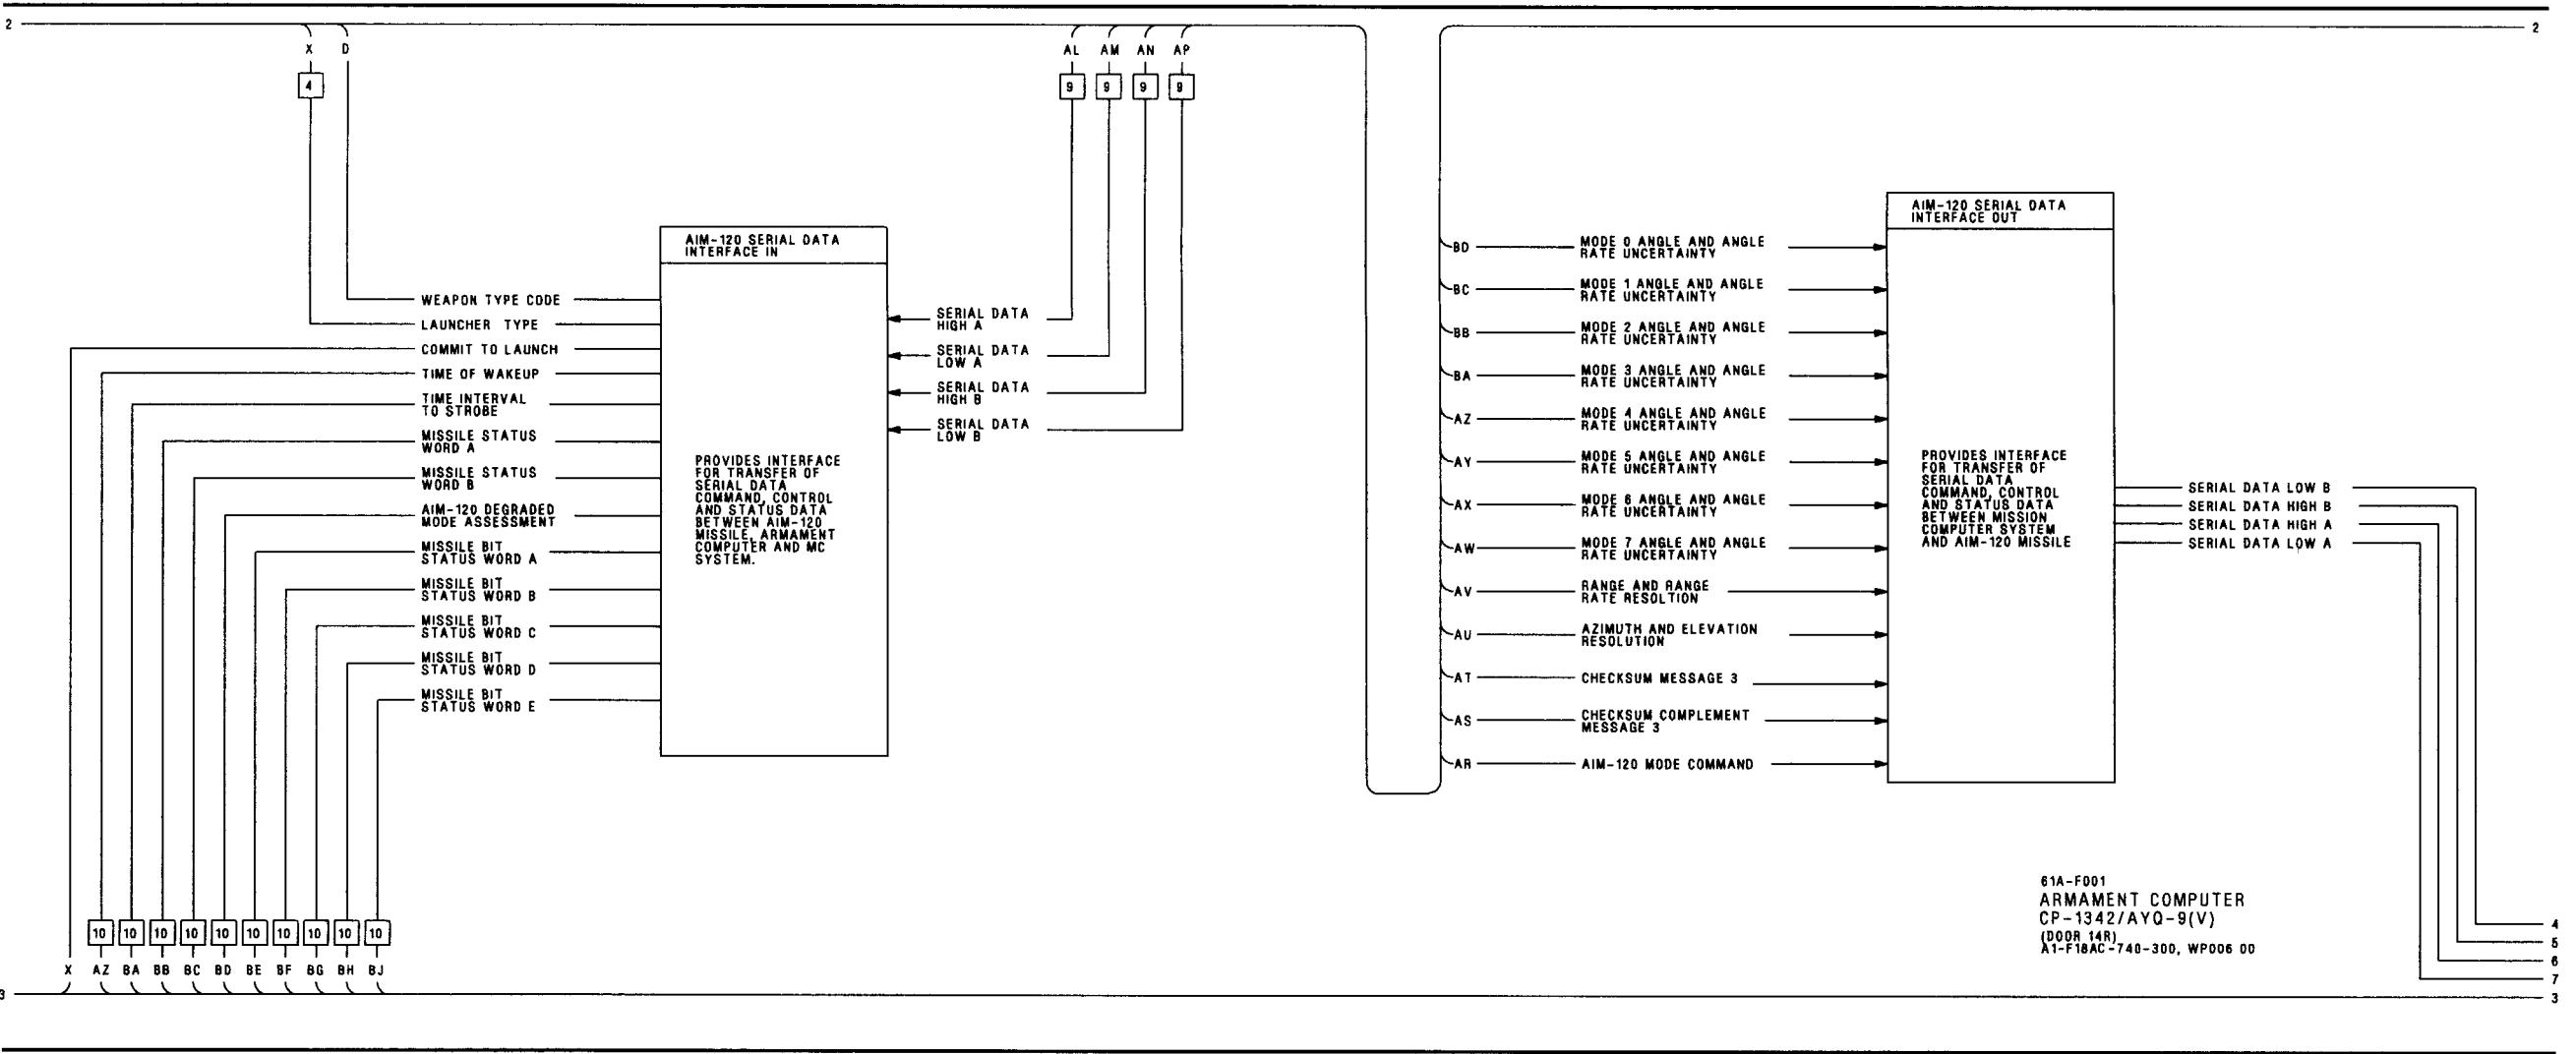 2
2
X D
AL AM AN AP
4
9 9 9 9
AIM-120 SERIAL DATA
INTERFACE IN
WEAPON TYPE CODE
LAUNCHER TYPE
COMMIT TO LAUNCH
TIME OF WAKEUP
TIME INTERVAL
TO STROBE
MISSILE STATUS
WORD A
MISSILE STATUS
WORD B
AIM-120 DEGRADED
MODE ASSESSMENT
MISSILE BIT
STATUS WORD A
MISSILE BIT
STATUS WORD B
MISSILE BIT
STATUS WORD C
MISSILE BIT
STATUS WORD D
MISSILE BIT
STATUS WORD E
PROVIDES INTERFACE
FOR TRANSFER OF
SERIAL DATA
COMMAND, CONTROL
AND STATUS DATA
BETWEEN AIM-120
MISSILE, ARMAMENT
COMPUTER AND MC
SYSTEM.
SERIAL DATA
HIGH A
SERIAL DATA
LOW A
SERIAL DATA
HIGH B
SERIAL DATA
LOW B
10 10 10 10 10 10 10 10 10 10
X AZ BA BB BC BD BE BF BG BH BJ
3
BD
MODE 0 ANGLE AND ANGLE
RATE UNCERTAINTY
BC
MODE 1 ANGLE AND ANGLE
RATE UNCERTAINTY
BB
MODE 2 ANGLE AND ANGLE
RATE UNCERTAINTY
BA
MODE 3 ANGLE AND ANGLE
RATE UNCERTAINTY
AZ
MODE 4 ANGLE AND ANGLE
RATE UNCERTAINTY
AY
MODE 5 ANGLE AND ANGLE
RATE UNCERTAINTY
AX
MODE 6 ANGLE AND ANGLE
RATE UNCERTAINTY
AW
MODE 7 ANGLE AND ANGLE
RATE UNCERTAINTY
AV
RANGE AND RANGE
RATE RESOLTION
AU
AZIMUTH AND ELEVATION
RESOLUTION
AT
CHECKSUM MESSAGE 3
AS
CHECKSUM COMPLEMENT
MESSAGE 3
AR
AIM-120 MODE COMMAND
AIM-120 SERIAL DATA
INTERFACE OUT
PROVIDES INTERFACE
FOR TRANSFER OF
SERIAL DATA
COMMAND, CONTROL
AND STATUS DATA
BETWEEN MISSION
COMPUTER SYSTEM
AND AIM-120 MISSILE
SERIAL DATA LOW B
SERIAL DATA HIGH B
SERIAL DATA HIGH A
SERIAL DATA LOW A
61A-F001
ARMAMENT COMPUTER
CP-1342/AYQ-9(V)
(DOOR 14R)
A1-F18AC-740-300, WP006 00
4
5
6
7
3